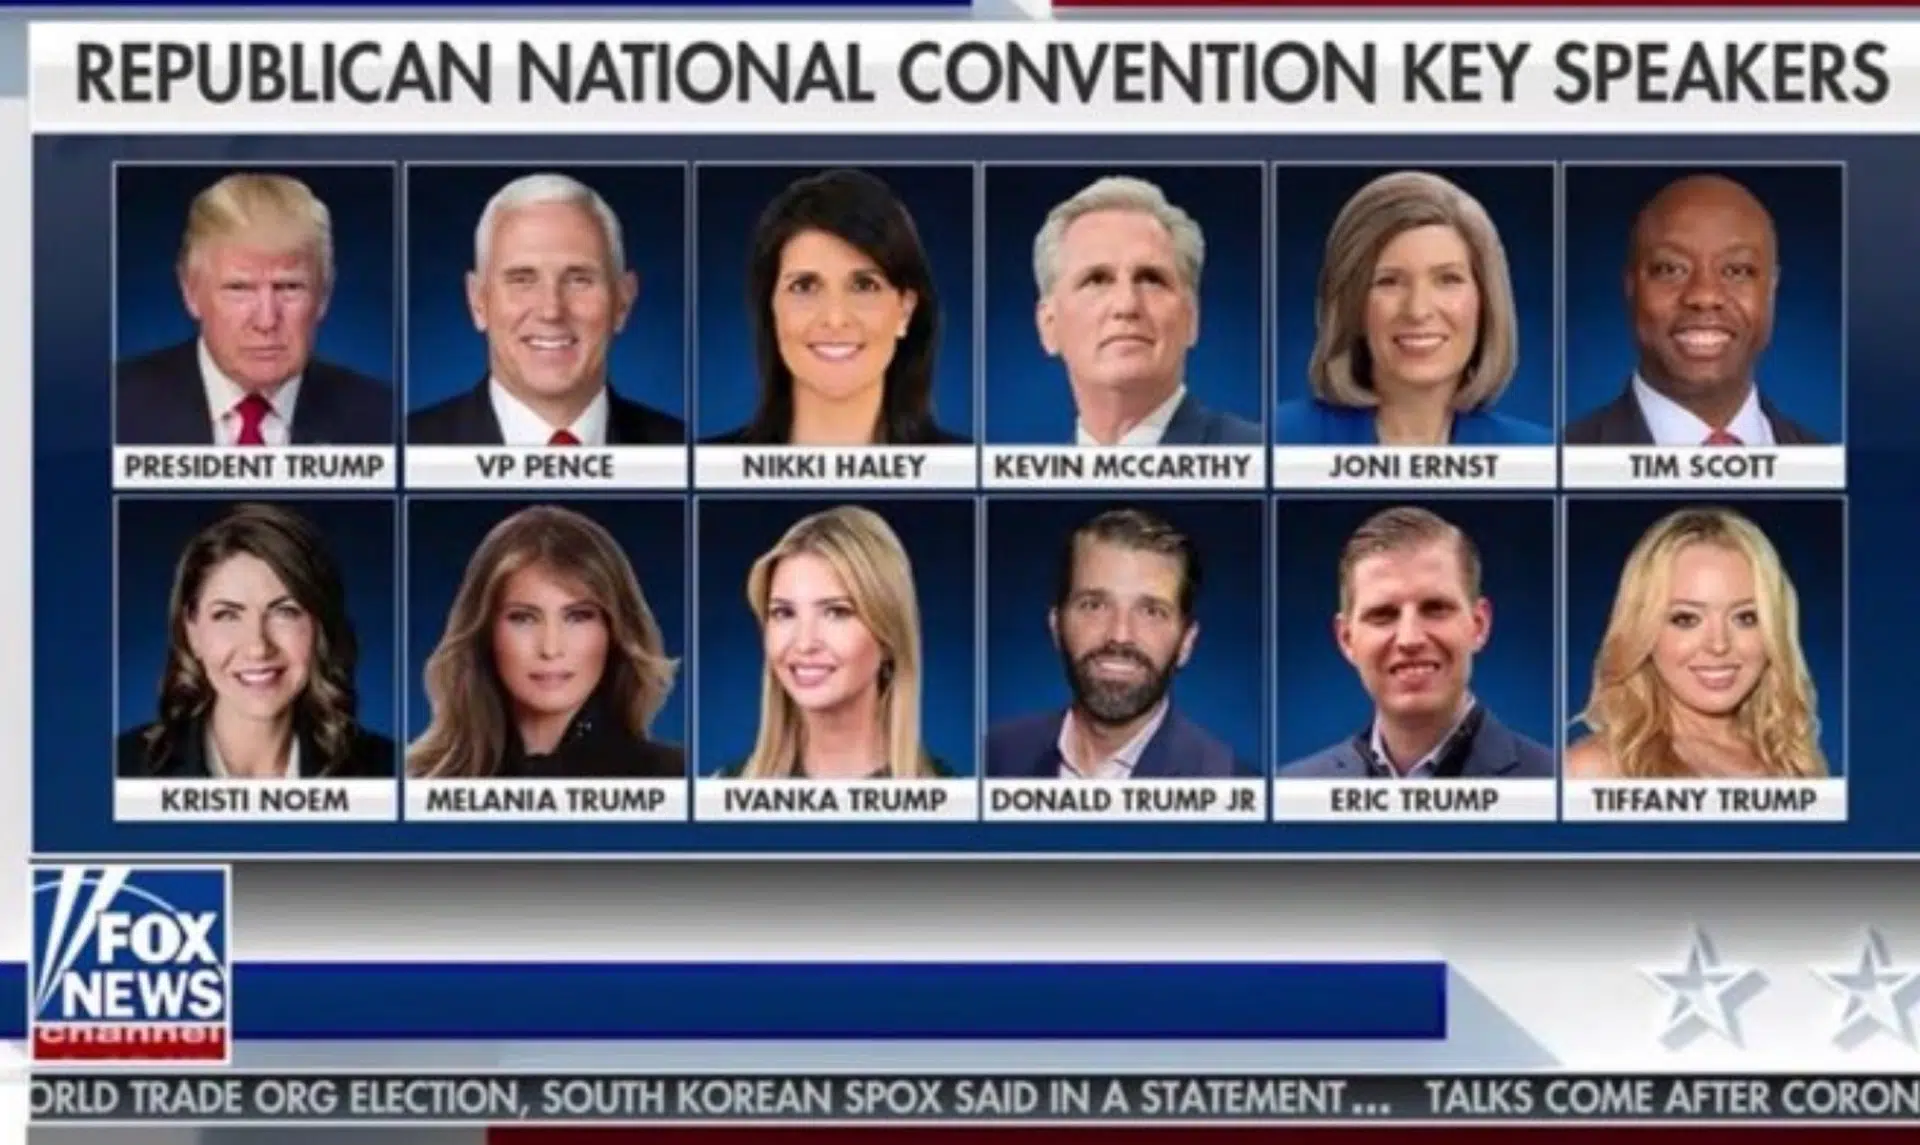 REPUBLICAN NATIONAL CONVENTION KEY SPEAKERS
PRESIDENT TRUMP
VP PENCE
NIKKI HALEY
KEVIN MCCARTHY
JONI ERNST
TIM SCOTT
KRISTI NOEM
MELANIA TRUMP
IVANKA TRUMP
DONALD TRUMP JR
ERIC TRUMP
TIFFANY TRUMP
FOX
NEWS
channel
ORLD TRADE ORG ELECTION, SOUTH KOREAN SPOX SAID IN A STATEMENT... TALKS COME AFTER CORON